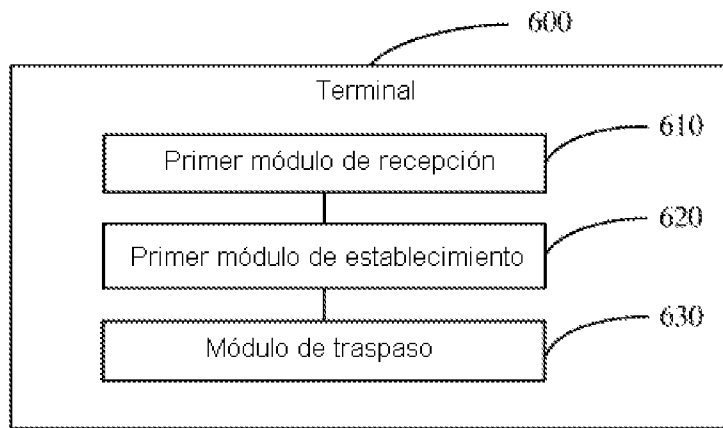 600
Terminal
610
Primer módulo de recepción
620
Primer módulo de establecimiento
630
Módulo de traspaso